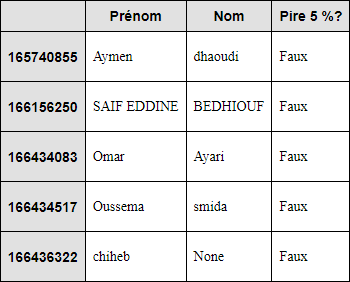 Prénom Nom Pire 5 %?
165740855 Aymen dhaoudi Faux
166156250 SAIF EDDINE BEDHIOUF Faux
166434083 Omar Ayari Faux
166434517 Oussema smida Faux
166436322 chiheb None Faux